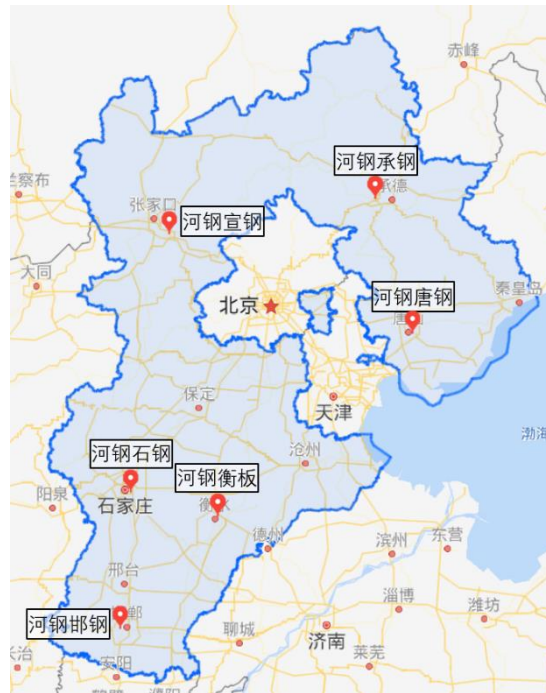 赤峰
河钢承钢
承德
张家口
河钢宣钢
大同
北京
河钢唐钢
秦皇岛
保定
天津
渤海
沧州
河钢石钢
河钢衡板
石家庄
阳泉
德州
滨州
东营
邢台
淄博
潍坊
河钢邯钢
聊城
济南
莱芜
长治
安阳